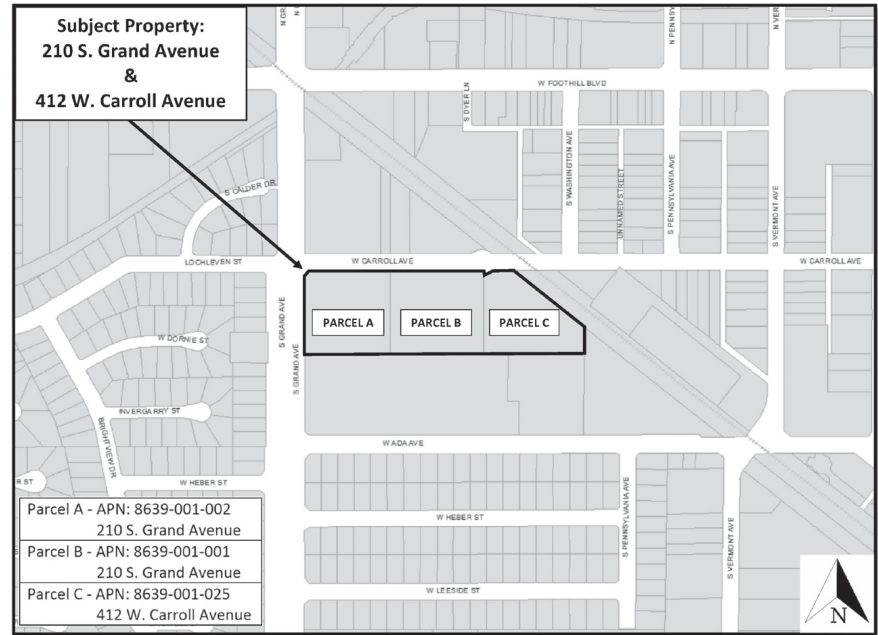 Subject Property:
210 S. Grand Avenue
&
412 W. Carroll Avenue
N GR
N
N PENNSY
N VER
W FOOTHILL BLVD
S DYER LN
S WASHINGTON AVE
UNNAMED STREET
S PENNSYLVANIA AVE
S VERMONT AVE
S CALDER DR
LOCHLEVEN ST
W CARROLL AVE
W CARROLL AVE
S GRAND AVE
S GRAND AVE
PARCEL A
PARCEL B
PARCEL C
W DORNIE ST
INVERGARRY ST
BRIGHTVIEW DR
W ADA AVE
R ST
W HEBER ST
W HEBER ST
S PENNSYLVANIA AVE
S VERMONT AVE
W LEESIDE ST
Parcel A - APN: 8639-001-002
210 S. Grand Avenue
Parcel B - APN: 8639-001-001
210 S. Grand Avenue
Parcel C - APN: 8639-001-025
412 W. Carroll Avenue
N